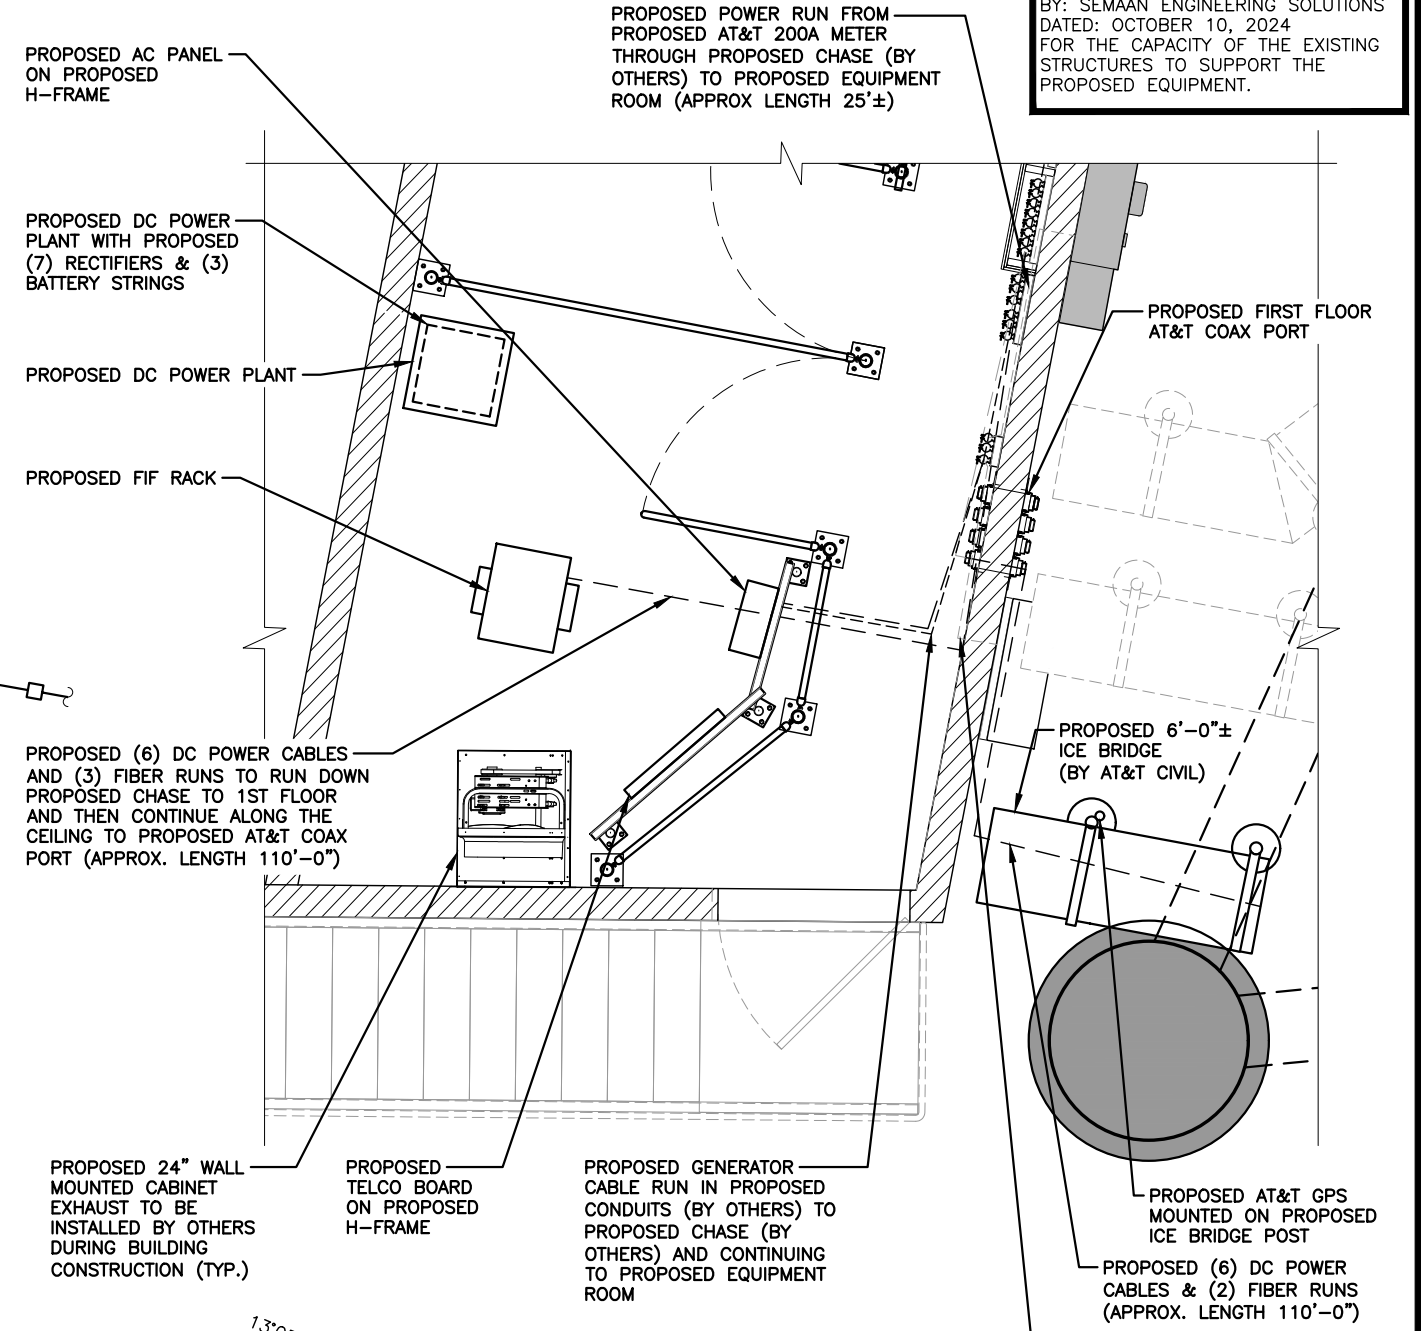 PROPOSED AC PANEL
ON PROPOSED
H-FRAME
PROPOSED POWER RUN FROM
PROPOSED AT&T 200A METER
THROUGH PROPOSED CHASE (BY
OTHERS) TO PROPOSED EQUIPMENT
ROOM (APPROX LENGTH 25'±)
BY: SEMAAN ENGINEERING SOLUTIONS
DATED: OCTOBER 10, 2024
FOR THE CAPACITY OF THE EXISTING
STRUCTURES TO SUPPORT THE
PROPOSED EQUIPMENT.
PROPOSED DC POWER
PLANT WITH PROPOSED
(7) RECTIFIERS & (3)
BATTERY STRINGS
PROPOSED FIRST FLOOR
AT&T COAX PORT
PROPOSED DC POWER PLANT
PROPOSED FIF RACK
PROPOSED (6) DC POWER CABLES
AND (3) FIBER RUNS TO RUN DOWN
PROPOSED CHASE TO 1ST FLOOR
AND THEN CONTINUE ALONG THE
CEILING TO PROPOSED AT&T COAX
PORT (APPROX. LENGTH 110'-0")
PROPOSED 6'-0"±
ICE BRIDGE
(BY AT&T CIVIL)
PROPOSED 24" WALL
MOUNTED CABINET
EXHAUST TO BE
INSTALLED BY OTHERS
DURING BUILDING
CONSTRUCTION (TYP.)
PROPOSED
TELCO BOARD
ON PROPOSED
H-FRAME
PROPOSED GENERATOR
CABLE RUN IN PROPOSED
CONDUITS (BY OTHERS) TO
PROPOSED CHASE (BY
OTHERS) AND CONTINUING
TO PROPOSED EQUIPMENT
ROOM
PROPOSED AT&T GPS
MOUNTED ON PROPOSED
ICE BRIDGE POST
PROPOSED (6) DC POWER
CABLES & (2) FIBER RUNS
(APPROX. LENGTH 110'-0")